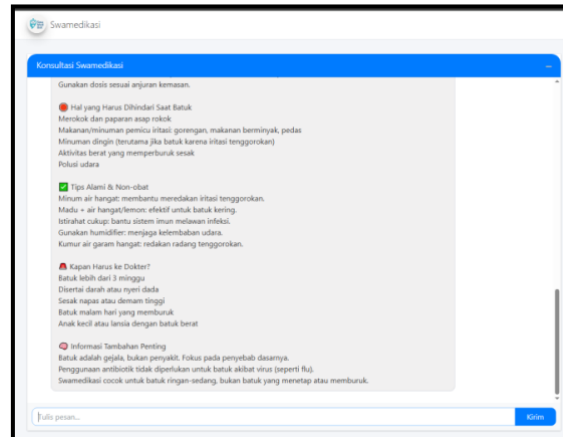 Swamedikasi
Konsultasi Swamedikasi
Gunakan dosis sesuai anjuran kemasan.
Hal yang Harus Dihindari Saat Batuk
Merokok dan paparan asap rokok
Makanan/minuman pemicu iritasi: gorengan, makanan berminyak, pedas
Minuman dingin (terutama jika batuk karena iritasi tenggorokan)
Aktivitas berat yang memperburuk sesak
Polusi udara
Tips Alami & Non-obat
Minum air hangat: membantu meredakan iritasi tenggorokan.
Madu + air hangat/lemon: efektif untuk batuk kering.
Istirahat cukup: bantu sistem imun melawan infeksi.
Gunakan humidifier: menjaga kelembaban udara.
Kumur air garam hangat: redakan radang tenggorokan.
Kapan Harus ke Dokter?
Batuk lebih dari 3 minggu
Disertai darah atau nyeri dada
Sesak napas atau demam tinggi
Batuk malam hari yang memburuk
Anak kecil atau lansia dengan batuk berat
Informasi Tambahan Penting
Batuk adalah gejala, bukan penyakit. Fokus pada penyebab dasarnya.
Penggunaan antibiotik tidak diperlukan untuk batuk akibat virus (seperti flu).
Swamedikasi cocok untuk batuk ringan-sedang, bukan batuk yang menetap atau memburuk.
Tulis pesan...
Kirim